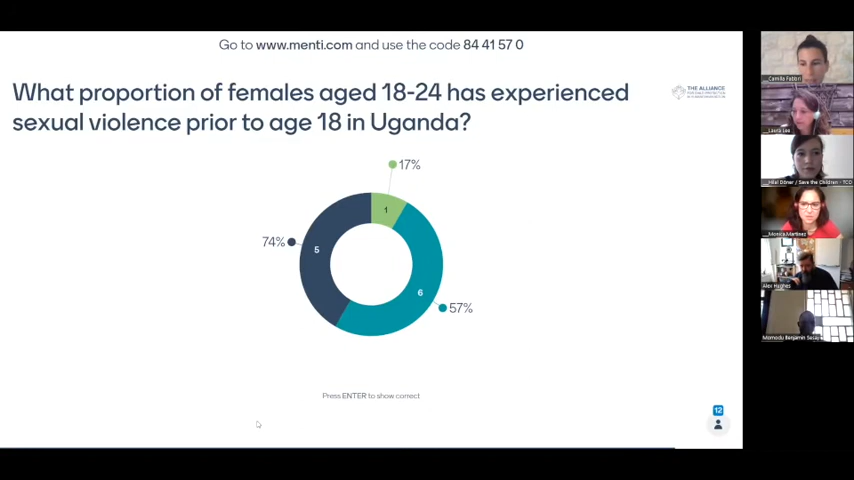 Go to www.menti.com and use the code 84 41 57 0
What proportion of females aged 18-24 has experienced
sexual violence prior to age 18 in Uganda?
THE ALLIANCE
17%
1
74%
5
6
57%
Press ENTER to show correct
12
Camilla Fabbri
Laura Lee
Hilal Döner / Save the Children - TCO
Monica Martinez
Alex Hughes
Momodu Benjamin Sesay